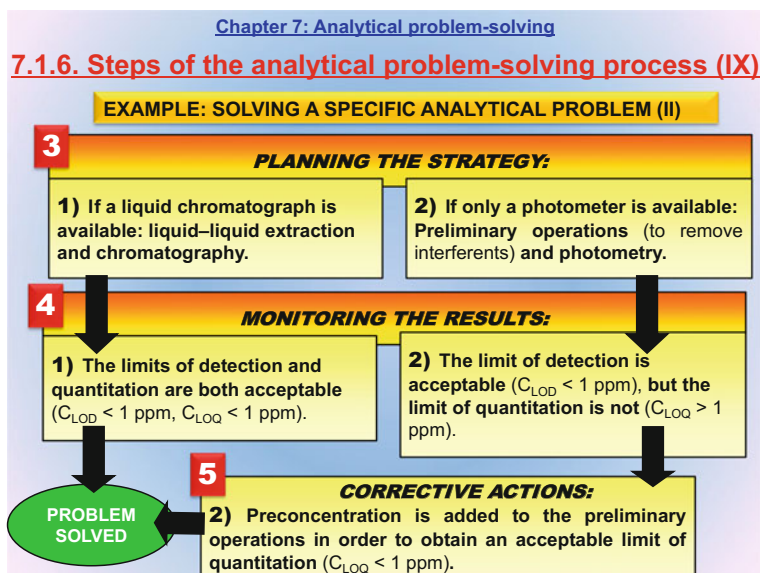 Chapter 7: Analytical problem-solving
7.1.6. Steps of the analytical problem-solving process (IX)
EXAMPLE: SOLVING A SPECIFIC ANALYTICAL PROBLEM (II)
3
PLANNING THE STRATEGY:
1) If a liquid chromatograph is
available: liquid–liquid extraction
and chromatography.
2) If only a photometer is available:
Preliminary operations (to remove
interferents) and photometry.
4
MONITORING THE RESULTS:
1) The limits of detection and
quantitation are both acceptable
(C_LOD < 1 ppm, C_LOQ < 1 ppm).
2) The limit of detection is
acceptable (C_LOD < 1 ppm), but the
limit of quantitation is not (C_LOQ > 1
ppm).
5
CORRECTIVE ACTIONS:
2) Preconcentration is added to the preliminary
operations in order to obtain an acceptable limit of
quantitation (C_LOQ < 1 ppm).
PROBLEM
SOLVED